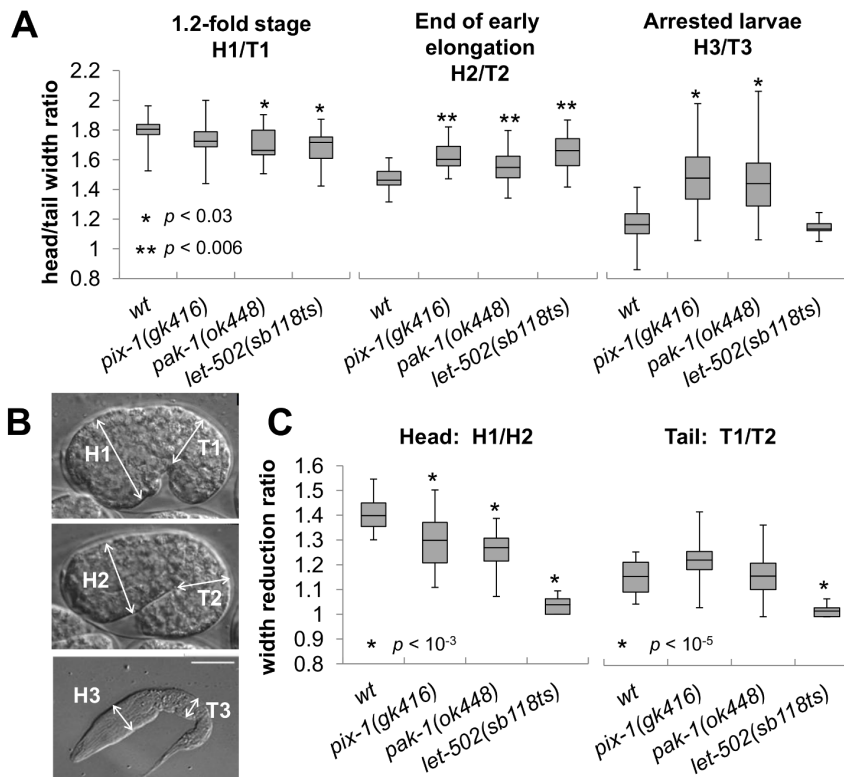 A
1.2-fold stage
H1/T1
End of early
elongation
H2/T2
Arrested larvae
H3/T3
head/tail width ratio
2.2
2
1.8
1.6
1.4
1.2
1
0.8
* *
** ** **
* *
* p < 0.03
** p < 0.006
wt
pix-1(gk416)
pak-1(ok448)
let-502(sb118ts)
wt
pix-1(gk416)
pak-1(ok448)
let-502(sb118ts)
wt
pix-1(gk416)
pak-1(ok448)
let-502(sb118ts)
B
H1
T1
H2
T2
H3
T3
C
Head: H1/H2
Tail: T1/T2
width reduction ratio
1.6
1.5
1.4
1.3
1.2
1.1
1
0.9
0.8
* * *
*
* p < 10-3
* p < 10-5
wt
pix-1(gk416)
pak-1(ok448)
let-502(sb118ts)
wt
pix-1(gk416)
pak-1(ok448)
let-502(sb118ts)